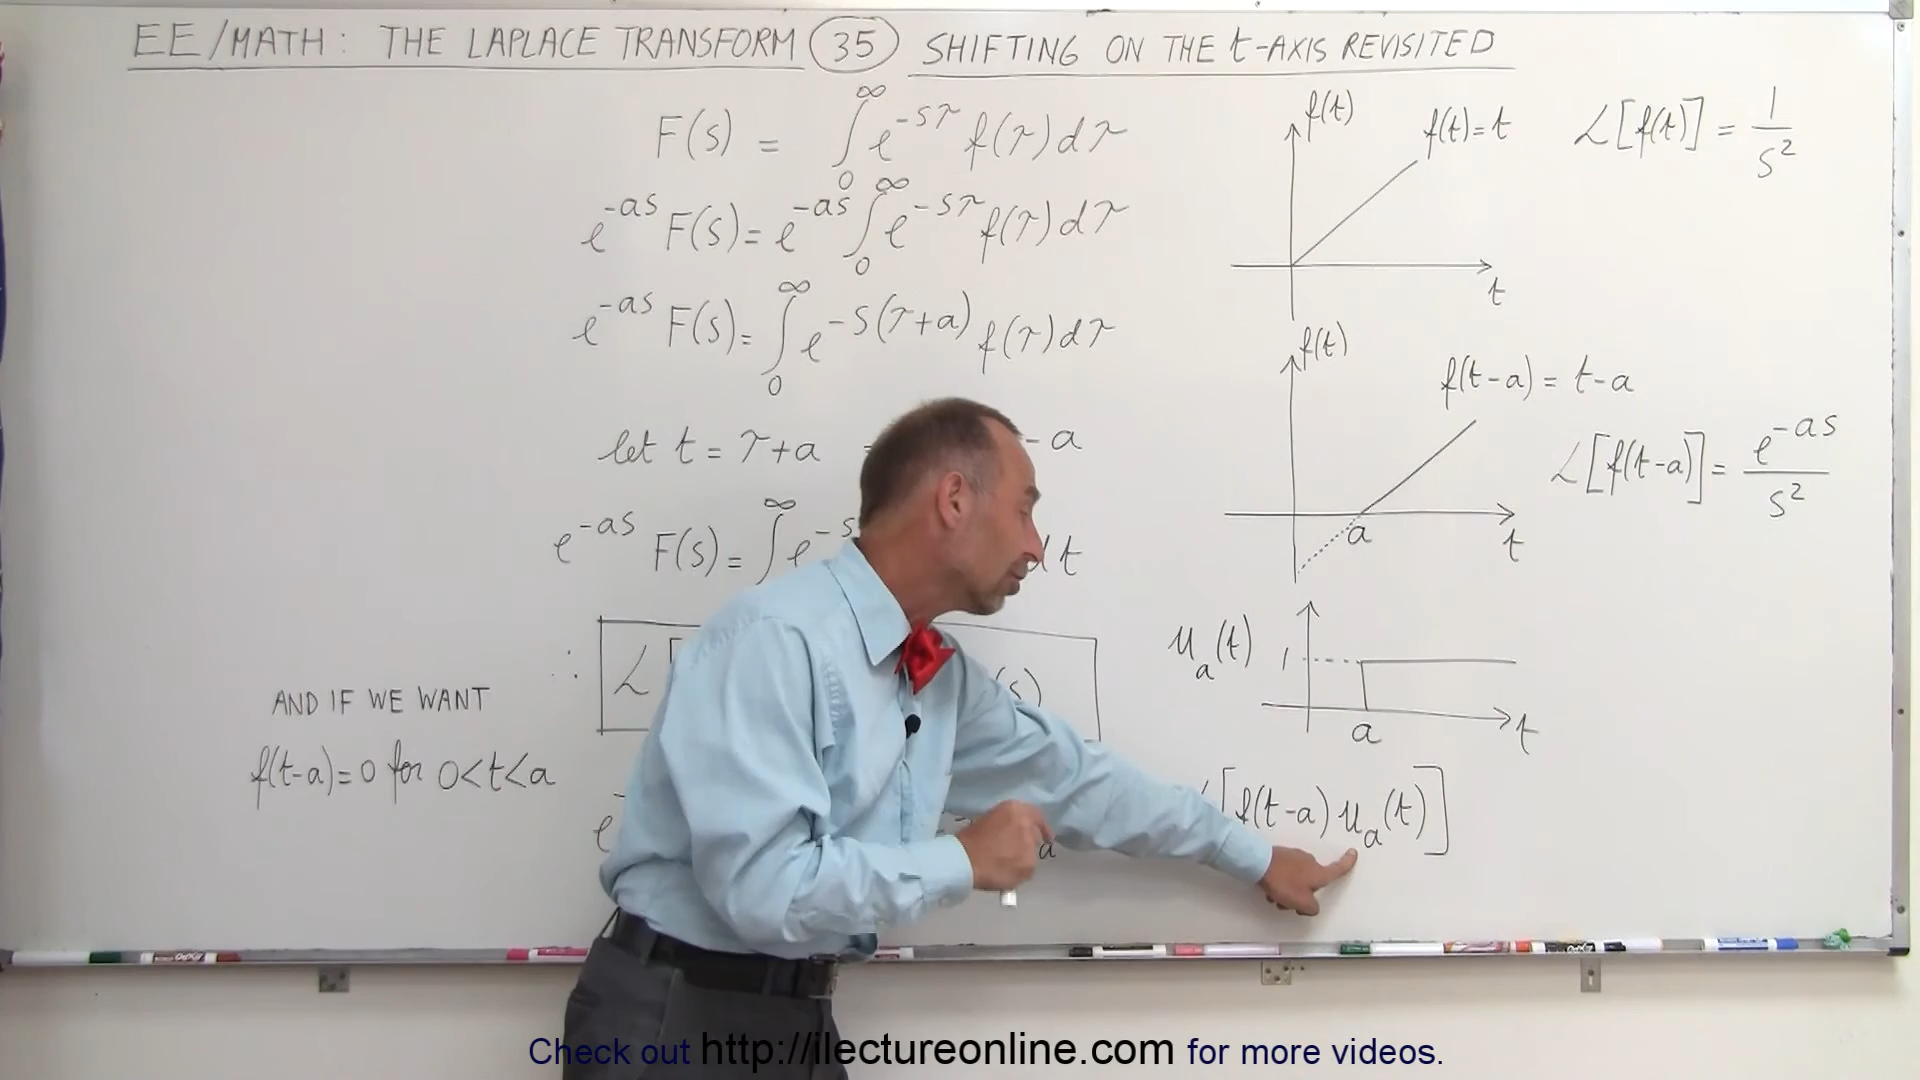 EE/MATH: THE LAPLACE TRANSFORM 35 SHIFTING ON THE t-AXIS REVISITED
F(s) = ∫₀^∞ e^{-sτ} f(τ) dτ
e^{-as} F(s) = e^{-as} ∫₀^∞ e^{-sτ} f(τ) dτ
e^{-as} F(s) = ∫₀^∞ e^{-s(τ+a)} f(τ) dτ
let t = τ+a
-a
e^{-as} F(s) = ∫^∞ e^{-s
dt
∴ ℒ[
(s)
AND IF WE WANT
f(t-a)=0 for 0<t<a
e^{-
a
f(t)
f(t)=t
t
ℒ[f(t)] = 1/s²
f(t)
f(t-a) = t-a
a
t
ℒ[f(t-a)] = e^{-as}/s²
u_a(t)
1
a
t
[f(t-a) u_a(t)]
Check out http://ilectureonline.com for more videos.